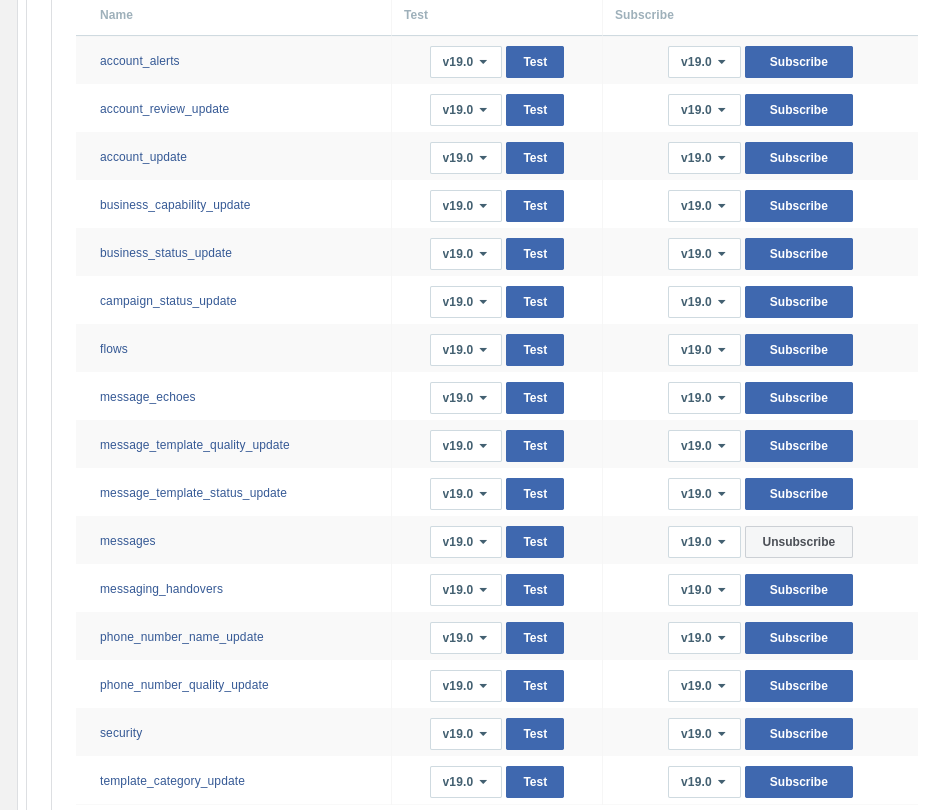 Name Test Subscribe
account_alerts v19.0 Test v19.0 Subscribe
account_review_update v19.0 Test v19.0 Subscribe
account_update v19.0 Test v19.0 Subscribe
business_capability_update v19.0 Test v19.0 Subscribe
business_status_update v19.0 Test v19.0 Subscribe
campaign_status_update v19.0 Test v19.0 Subscribe
flows v19.0 Test v19.0 Subscribe
message_echoes v19.0 Test v19.0 Subscribe
message_template_quality_update v19.0 Test v19.0 Subscribe
message_template_status_update v19.0 Test v19.0 Subscribe
messages v19.0 Test v19.0 Unsubscribe
messaging_handovers v19.0 Test v19.0 Subscribe
phone_number_name_update v19.0 Test v19.0 Subscribe
phone_number_quality_update v19.0 Test v19.0 Subscribe
security v19.0 Test v19.0 Subscribe
template_category_update v19.0 Test v19.0 Subscribe